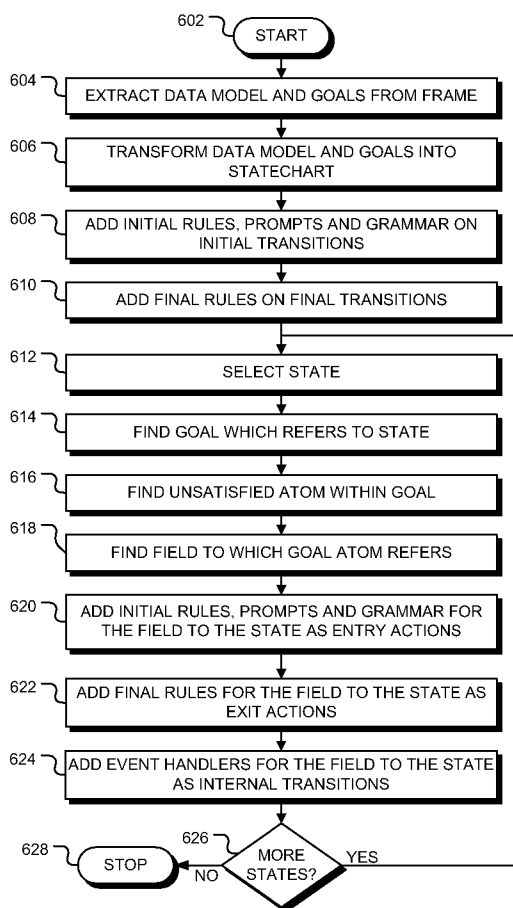 602
START
604
EXTRACT DATA MODEL AND GOALS FROM FRAME
606
TRANSFORM DATA MODEL AND GOALS INTO
STATECHART
608
ADD INITIAL RULES, PROMPTS AND GRAMMAR ON
INITIAL TRANSITIONS
610
ADD FINAL RULES ON FINAL TRANSITIONS
612
SELECT STATE
614
FIND GOAL WHICH REFERS TO STATE
616
FIND UNSATISFIED ATOM WITHIN GOAL
618
FIND FIELD TO WHICH GOAL ATOM REFERS
620
ADD INITIAL RULES, PROMPTS AND GRAMMAR FOR
THE FIELD TO THE STATE AS ENTRY ACTIONS
622
ADD FINAL RULES FOR THE FIELD TO THE STATE AS
EXIT ACTIONS
624
ADD EVENT HANDLERS FOR THE FIELD TO THE STATE
AS INTERNAL TRANSITIONS
626
MORE
STATES?
YES
NO
628
STOP